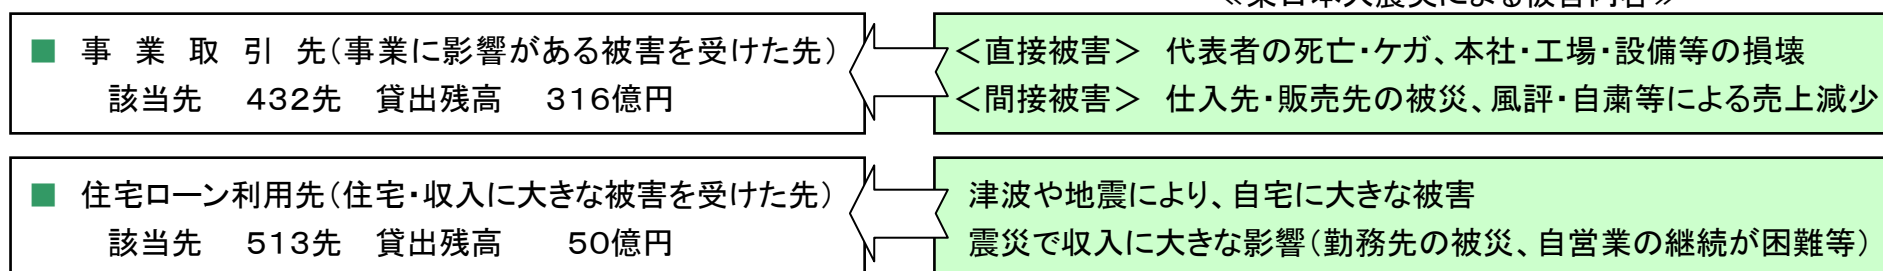 ■ 事 業 取 引 先(事業に影響がある被害を受けた先)
該当先 432先 貸出残高 316億円
<直接被害> 代表者の死亡・ケガ、本社・工場・設備等の損壊
<間接被害> 仕入先・販売先の被災、風評・自粛等による売上減少
■ 住宅ローン利用先(住宅・収入に大きな被害を受けた先)
該当先 513先 貸出残高 50億円
津波や地震により、自宅に大きな被害
震災で収入に大きな影響(勤務先の被災、自営業の継続が困難等)